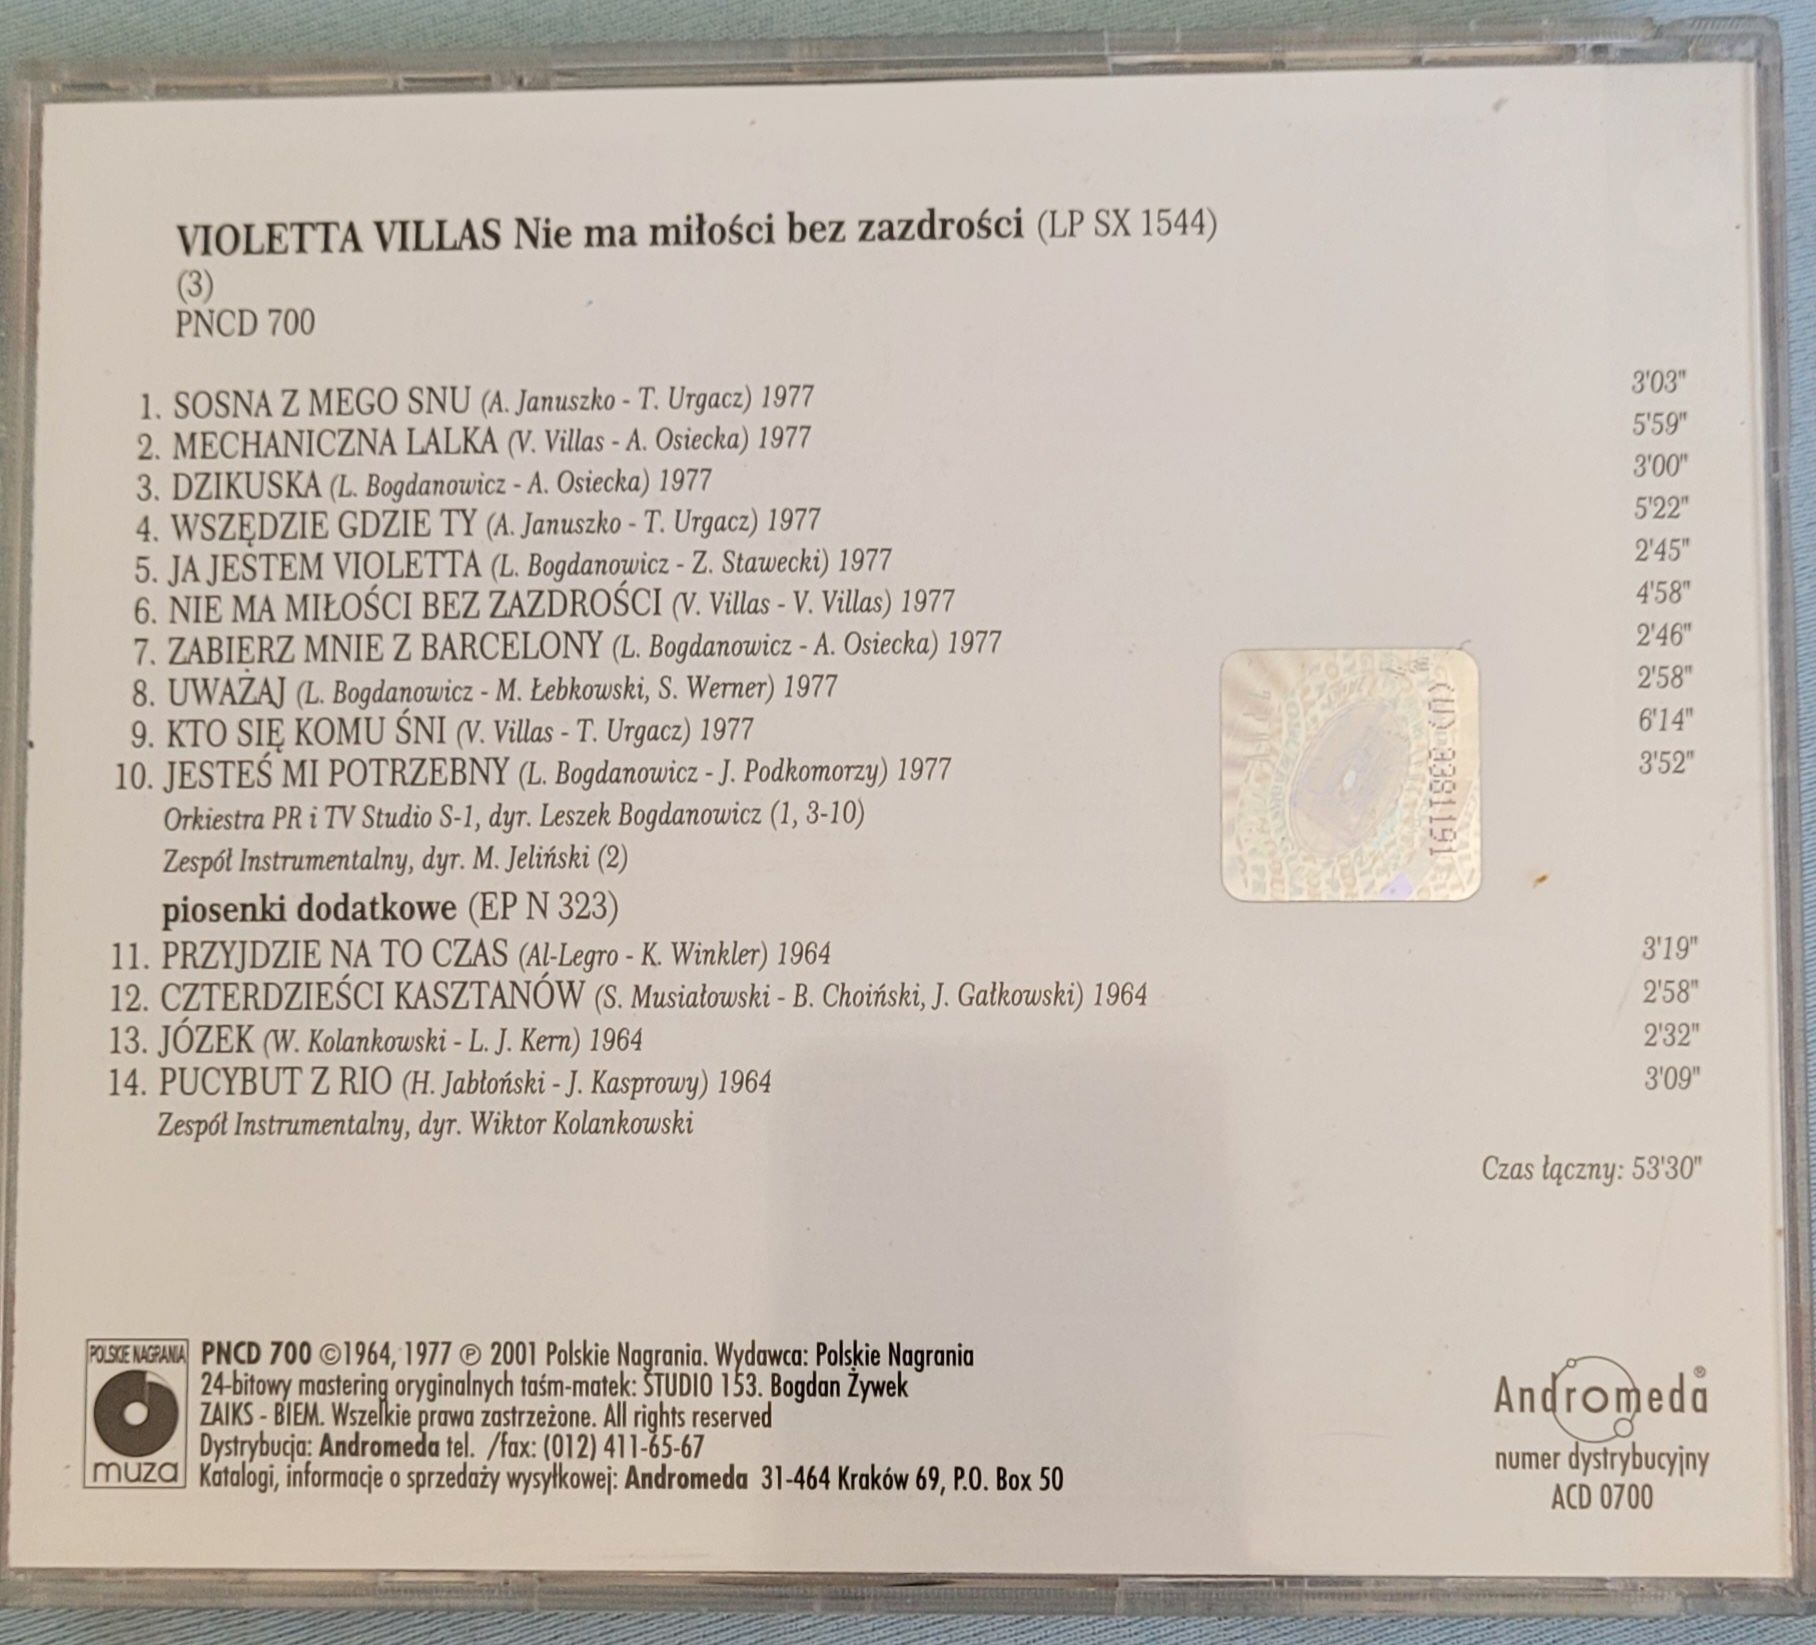 VIOLETTA VILLAS Nie ma miłości bez zazdrości (LP SX 1544)
(3)
PNCD 700
1. SOSNA Z MEGO SNU (A. Januszko - T. Urgacz) 1977 3'03"
2. MECHANICZNA LALKA (V. Villas - A. Osiecka) 1977 5'59"
3. DZIKUSKA (L. Bogdanowicz - A. Osiecka) 1977 3'00"
4. WSZĘDZIE GDZIE TY (A. Januszko - T. Urgacz) 1977 5'22"
5. JA JESTEM VIOLETTA (L. Bogdanowicz - Z. Stawecki) 1977 2'45"
6. NIE MA MIŁOŚCI BEZ ZAZDROŚCI (V. Villas - V. Villas) 1977 4'58"
7. ZABIERZ MNIE Z BARCELONY (L. Bogdanowicz - A. Osiecka) 1977 2'46"
8. UWAŻAJ (L. Bogdanowicz - M. Łebkowski, S. Werner) 1977 2'58"
9. KTO SIĘ KOMU ŚNI (V. Villas - T. Urgacz) 1977 6'14"
10. JESTEŚ MI POTRZEBNY (L. Bogdanowicz - J. Podkomorzy) 1977 3'52"
Orkiestra PR i TV Studio S-1, dyr. Leszek Bogdanowicz (1, 3-10)
Zespół Instrumentalny, dyr. M. Jeliński (2)
piosenki dodatkowe (EP N 323)
11. PRZYJDZIE NA TO CZAS (Al-Legro - K. Winkler) 1964 3'19"
12. CZTERDZIEŚCI KASZTANÓW (S. Musiałowski - B. Choiński, J. Gałkowski) 1964 2'58"
13. JÓZEK (W. Kolankowski - L. J. Kern) 1964 2'32"
14. PUCYBUT Z RIO (H. Jabłoński - J. Kasprowy) 1964 3'09"
Zespół Instrumentalny, dyr. Wiktor Kolankowski
Czas łączny: 53'30"
POLSKIE NAGRANIA
muza
PNCD 700 ©1964, 1977 ℗ 2001 Polskie Nagrania. Wydawca: Polskie Nagrania
24-bitowy mastering oryginalnych taśm-matek: STUDIO 153. Bogdan Żywek
ZAIKS - BIEM. Wszelkie prawa zastrzeżone. All rights reserved
Dystrybucja: Andromeda tel. /fax: (012) 411-65-67
Katalogi, informacje o sprzedaży wysyłkowej: Andromeda 31-464 Kraków 69, P.O. Box 50
Andromeda®
numer dystrybucyjny
ACD 0700